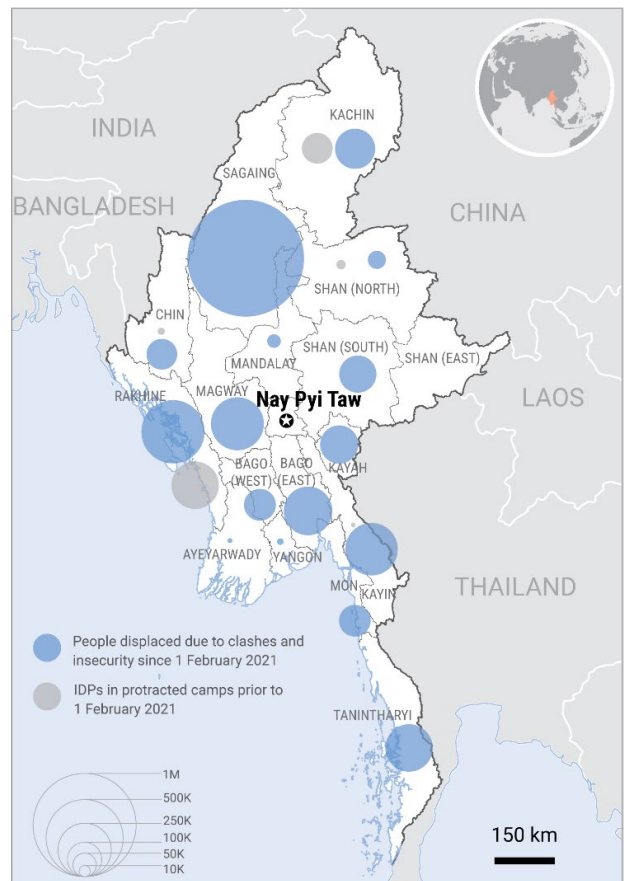 KACHIN
INDIA
SAGAING
BANGLADESH
CHINA
SHAN (NORTH)
CHIN
MANDALAY
SHAN (SOUTH)
SHAN (EAST)
RAKHINE
MAGWAY
Nay Pyi Taw
LAOS
BAGO
(WEST)
BAGO
(EAST)
KAYAH
AYEYARWADY
YANGON
MON
KAYIN
THAILAND
People displaced due to clashes and
insecurity since 1 February 2021
IDPs in protracted camps prior to
1 February 2021
TANINTHARYI
1M
500K
250K
100K
50K
10K
150 km